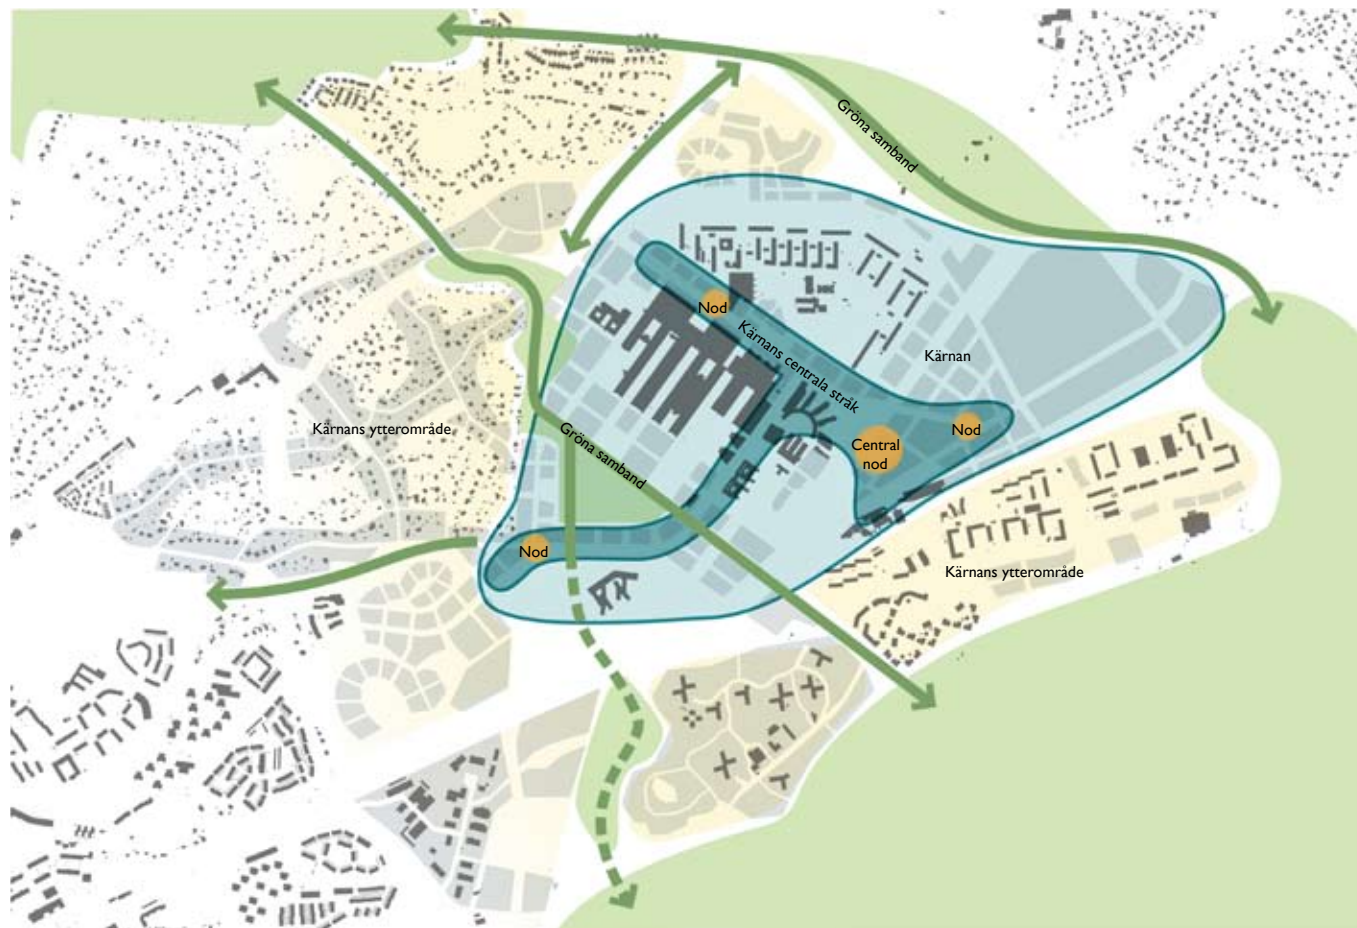 Gröna samband
Nod
Kärnans centrala stråk
Kärnan
Kärnans ytterområde
Gröna samband
Central
nod
Nod
Nod
Kärnans ytterområde